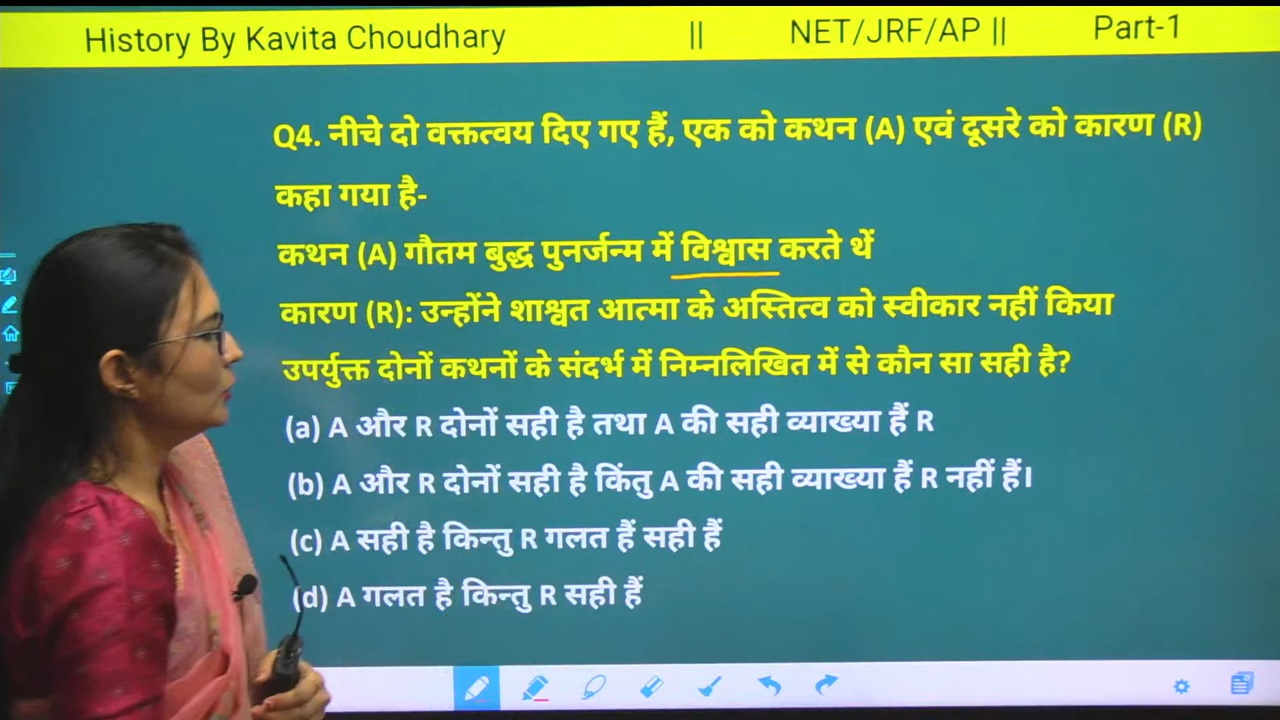 History By Kavita Choudhary || NET/JRF/AP || Part-1
Q4. नीचे दो वक्तत्वय दिए गए हैं, एक को कथन (A) एवं दूसरे को कारण (R)
कहा गया है-
कथन (A) गौतम बुद्ध पुनर्जन्म में विश्वास करते थें
कारण (R): उन्होंने शाश्वत आत्मा के अस्तित्व को स्वीकार नहीं किया
उपर्युक्त दोनों कथनों के संदर्भ में निम्नलिखित में से कौन सा सही है?
(a) A और R दोनों सही है तथा A की सही व्याख्या हैं R
(b) A और R दोनों सही है किंतु A की सही व्याख्या हैं R नहीं हैं।
(c) A सही है किन्तु R गलत हैं सही हैं
(d) A गलत है किन्तु R सही हैं